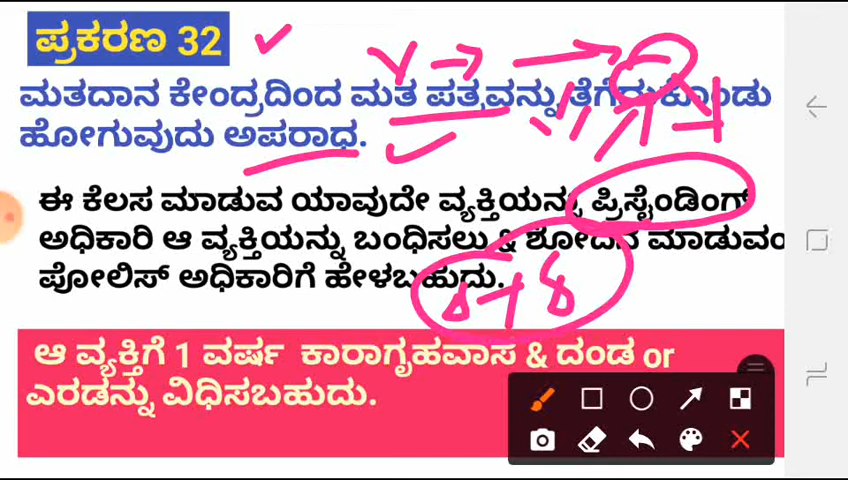 ಪ್ರಕರಣ 32
ಮತದಾನ ಕೇಂದ್ರದಿಂದ ಮತ ಪತ್ರವನ್ನು ತೆಗೆದುಕೊಂಡು
ಹೋಗುವುದು ಅಪರಾಧ.
ಈ ಕೆಲಸ ಮಾಡುವ ಯಾವುದೇ ವ್ಯಕ್ತಿಯನ್ನು ಪ್ರಿಸ್ಟೆಂಡಿಂಗ್
ಅಧಿಕಾರಿ ಆ ವ್ಯಕ್ತಿಯನ್ನು ಬಂಧಿಸಲು & ಶೋದನ ಮಾಡುವಂ
ಪೋಲಿಸ್ ಅಧಿಕಾರಿಗೆ ಹೇಳಬಹುದು.
ಆ ವ್ಯಕ್ತಿಗೆ 1 ವರ್ಷ ಕಾರಾಗೃಹವಾಸ & ದಂಡ or
ಎರಡನ್ನು ವಿಧಿಸಬಹುದು.